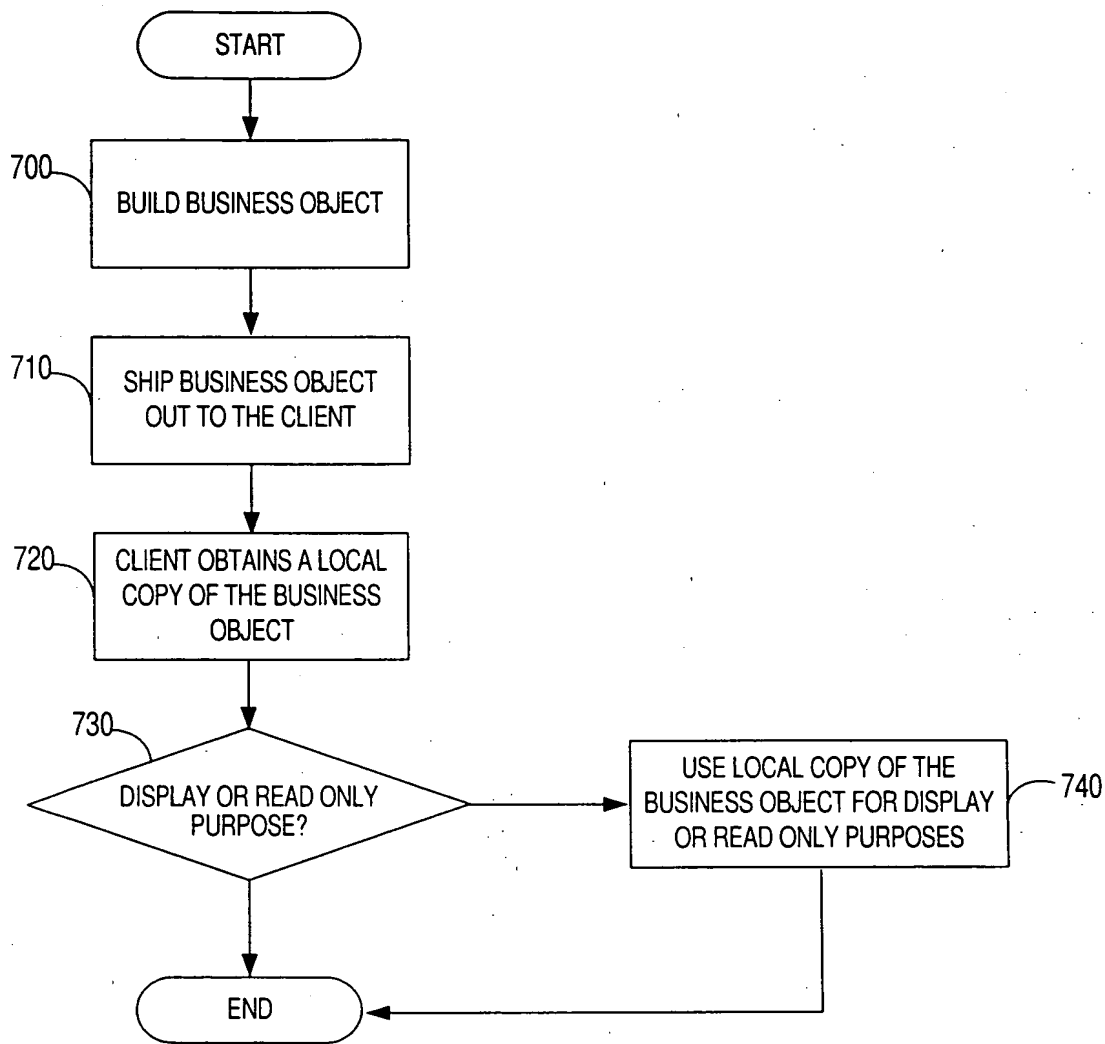 START
700
BUILD BUSINESS OBJECT
710
SHIP BUSINESS OBJECT
OUT TO THE CLIENT
720
CLIENT OBTAINS A LOCAL
COPY OF THE BUSINESS
OBJECT
730
DISPLAY OR READ ONLY
PURPOSE?
USE LOCAL COPY OF THE
BUSINESS OBJECT FOR DISPLAY
OR READ ONLY PURPOSES
740
END